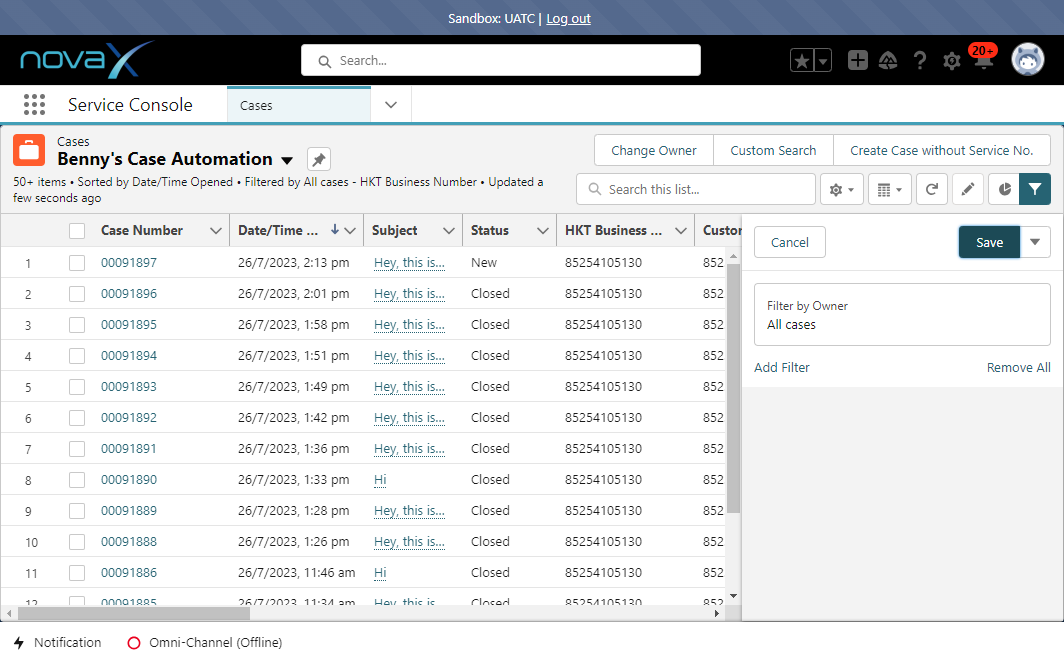 Sandbox: UATC | Log out
novaX
Search...
20+
Service Console
Cases
Cases
Benny's Case Automation
50+ items • Sorted by Date/Time Opened • Filtered by All cases - HKT Business Number • Updated a
few seconds ago
Change Owner
Custom Search
Create Case without Service No.
Search this list...
Case Number
Date/Time ...
Subject
Status
HKT Business ...
Custor
1 00091897 26/7/2023, 2:13 pm Hey, this is... New 85254105130 852
2 00091896 26/7/2023, 2:01 pm Hey, this is... Closed 85254105130 852
3 00091895 26/7/2023, 1:58 pm Hey, this is... Closed 85254105130 852
4 00091894 26/7/2023, 1:51 pm Hey, this is... Closed 85254105130 852
5 00091893 26/7/2023, 1:49 pm Hey, this is... Closed 85254105130 852
6 00091892 26/7/2023, 1:42 pm Hey, this is... Closed 85254105130 852
7 00091891 26/7/2023, 1:36 pm Hey, this is... Closed 85254105130 852
8 00091890 26/7/2023, 1:33 pm Hi Closed 85254105130 852
9 00091889 26/7/2023, 1:28 pm Hey, this is... Closed 85254105130 852
10 00091888 26/7/2023, 1:26 pm Hey, this is... Closed 85254105130 852
11 00091886 26/7/2023, 11:46 am Hi Closed 85254105130 852
12 00091885 26/7/2023, 11:34 am Hey, this is... Closed 85254105130 852
Cancel
Save
Filter by Owner
All cases
Add Filter
Remove All
Notification
Omni-Channel (Offline)